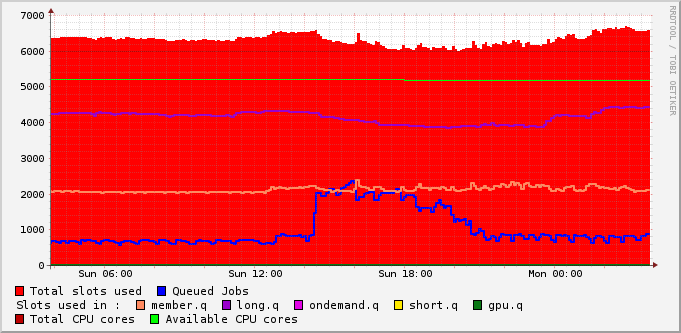 7000
6000
5000
4000
3000
2000
1000
0
Sun 06:00 Sun 12:00 Sun 18:00 Mon 00:00
Total slots used Queued Jobs
Slots used in : member.q long.q ondemand.q short.q gpu.q
Total CPU cores Available CPU cores
RRDTOOL / TOBI OETIKER